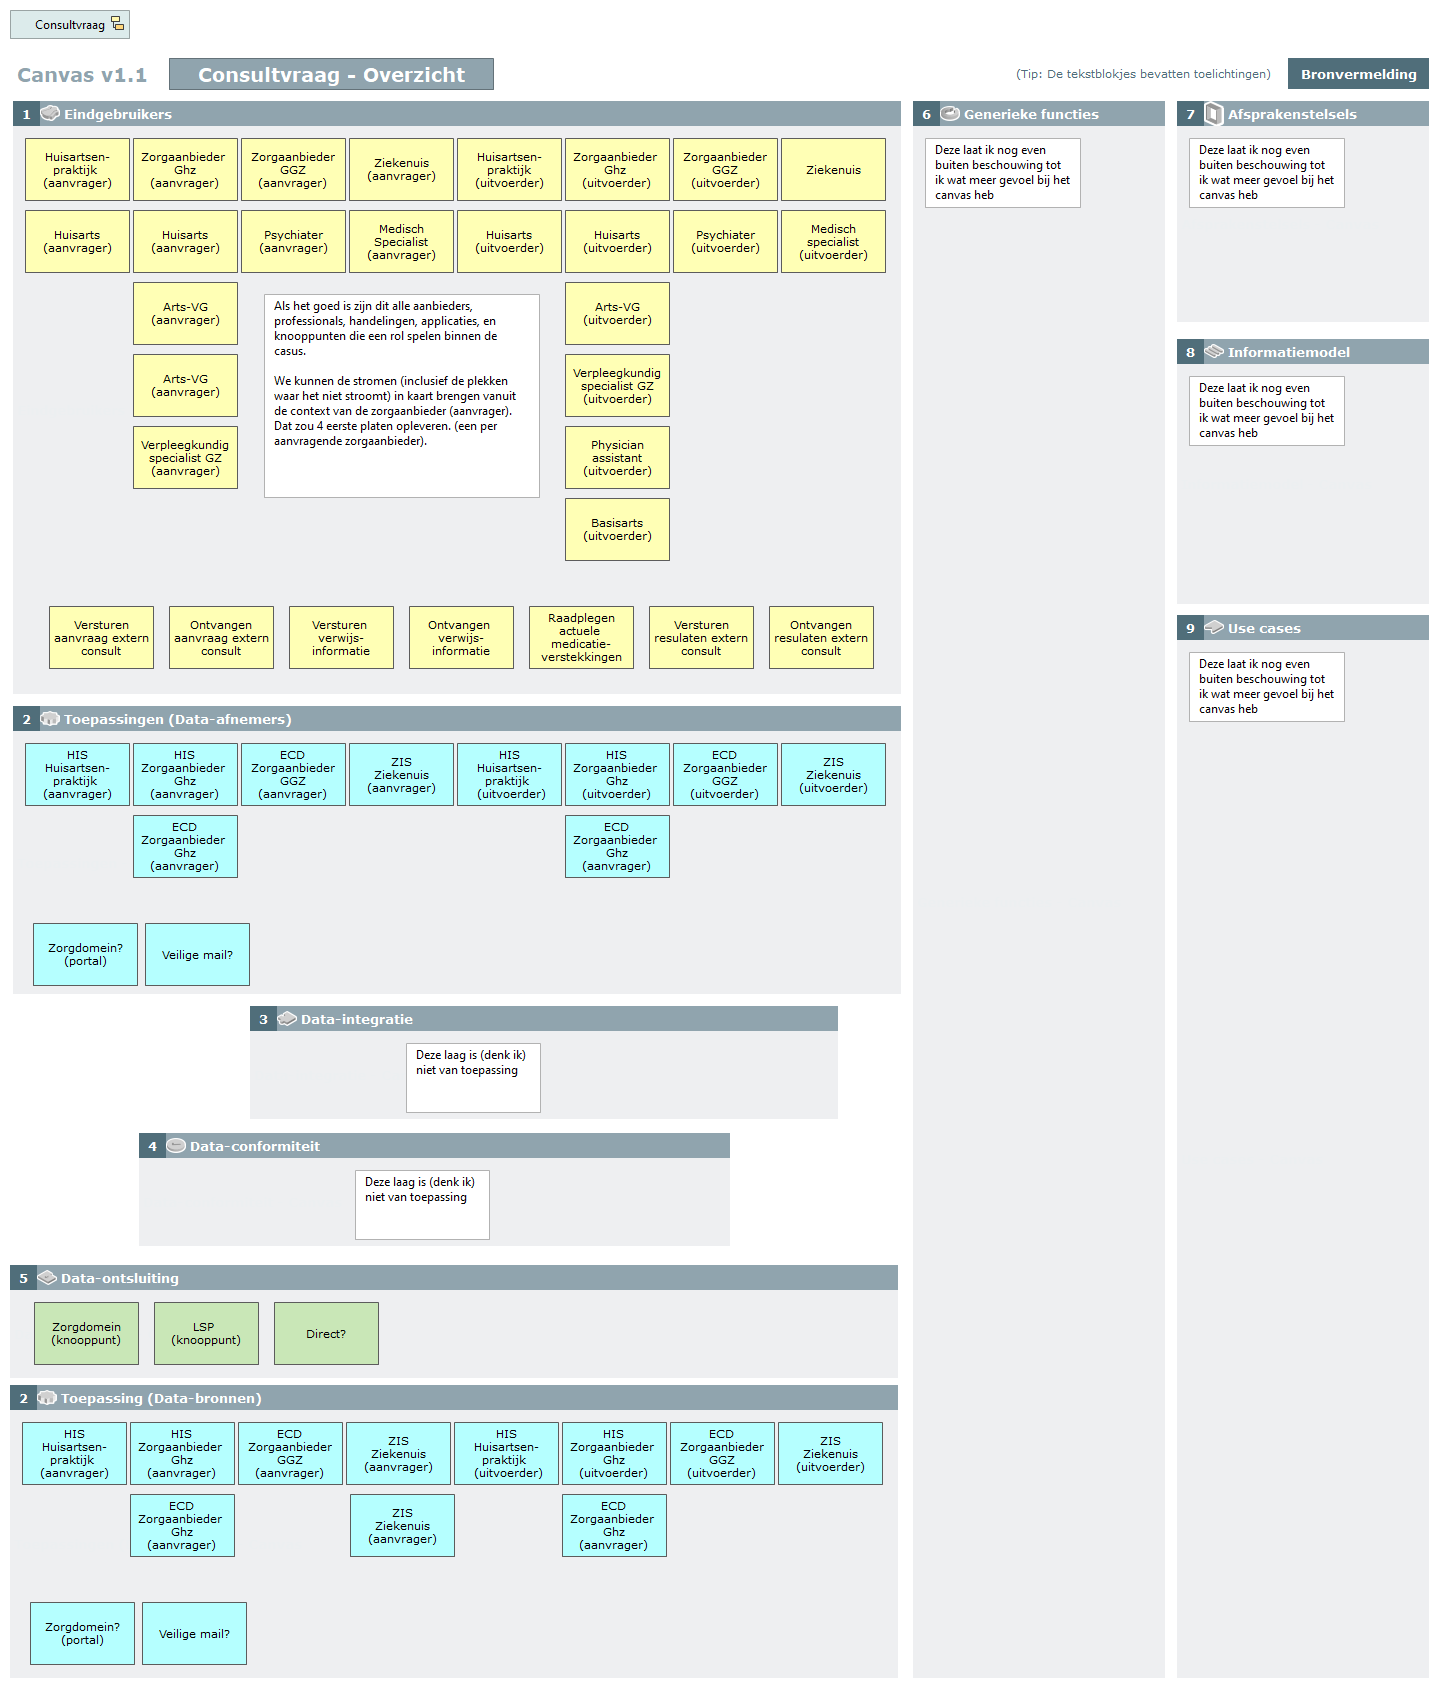 Consultvraag
Canvas v1.1
Consultvraag - Overzicht
(Tip: De tekstblokjes bevatten toelichtingen)
Bronvermelding
1 Eindgebruikers
Huisartsen-
praktijk
(aanvrager)
Zorgaanbieder
Ghz
(aanvrager)
Zorgaanbieder
GGZ
(aanvrager)
Ziekenuis
(aanvrager)
Huisartsen-
praktijk
(uitvoerder)
Zorgaanbieder
Ghz
(uitvoerder)
Zorgaanbieder
GGZ
(uitvoerder)
Ziekenuis
Huisarts
(aanvrager)
Huisarts
(aanvrager)
Psychiater
(aanvrager)
Medisch
Specialist
(aanvrager)
Huisarts
(uitvoerder)
Huisarts
(uitvoerder)
Psychiater
(uitvoerder)
Medisch
specialist
(uitvoerder)
Arts-VG
(aanvrager)
Arts-VG
(aanvrager)
Verpleegkundig
specialist GZ
(aanvrager)
Als het goed is zijn dit alle aanbieders,
professionals, handelingen, applicaties, en
knooppunten die een rol spelen binnen de
casus.
We kunnen de stromen (inclusief de plekken
waar het niet stroomt) in kaart brengen vanuit
de context van de zorgaanbieder (aanvrager).
Dat zou 4 eerste platen opleveren. (een per
aanvragende zorgaanbieder).
Arts-VG
(uitvoerder)
Verpleegkundig
specialist GZ
(uitvoerder)
Physician
assistant
(uitvoerder)
Basisarts
(uitvoerder)
Versturen
aanvraag extern
consult
Ontvangen
aanvraag extern
consult
Versturen
verwijs-
informatie
Ontvangen
verwijs-
informatie
Raadplegen
actuele
medicatie-
verstekkingen
Versturen
resulaten extern
consult
Ontvangen
resulaten extern
consult
2 Toepassingen (Data-afnemers)
HIS
Huisartsen-
praktijk
(aanvrager)
HIS
Zorgaanbieder
Ghz
(aanvrager)
ECD
Zorgaanbieder
GGZ
(aanvrager)
ZIS
Ziekenuis
(aanvrager)
HIS
Huisartsen-
praktijk
(uitvoerder)
HIS
Zorgaanbieder
Ghz
(uitvoerder)
ECD
Zorgaanbieder
GGZ
(uitvoerder)
ZIS
Ziekenuis
(uitvoerder)
ECD
Zorgaanbieder
Ghz
(aanvrager)
ECD
Zorgaanbieder
Ghz
(aanvrager)
Zorgdomein?
(portal)
Veilige mail?
3 Data-integratie
Deze laag is (denk ik)
niet van toepassing
4 Data-conformiteit
Deze laag is (denk ik)
niet van toepassing
5 Data-ontsluiting
Zorgdomein
(knooppunt)
LSP
(knooppunt)
Direct?
2 Toepassing (Data-bronnen)
HIS
Huisartsen-
praktijk
(aanvrager)
HIS
Zorgaanbieder
Ghz
(aanvrager)
ECD
Zorgaanbieder
GGZ
(aanvrager)
ZIS
Ziekenuis
(aanvrager)
HIS
Huisartsen-
praktijk
(uitvoerder)
HIS
Zorgaanbieder
Ghz
(uitvoerder)
ECD
Zorgaanbieder
GGZ
(uitvoerder)
ZIS
Ziekenuis
(uitvoerder)
ECD
Zorgaanbieder
Ghz
(aanvrager)
ZIS
Ziekenuis
(aanvrager)
ECD
Zorgaanbieder
Ghz
(aanvrager)
Zorgdomein?
(portal)
Veilige mail?
6 Generieke functies
Deze laat ik nog even
buiten beschouwing tot
ik wat meer gevoel bij het
canvas heb
7 Afsprakenstelsels
Deze laat ik nog even
buiten beschouwing tot
ik wat meer gevoel bij het
canvas heb
8 Informatiemodel
Deze laat ik nog even
buiten beschouwing tot
ik wat meer gevoel bij het
canvas heb
9 Use cases
Deze laat ik nog even
buiten beschouwing tot
ik wat meer gevoel bij het
canvas heb